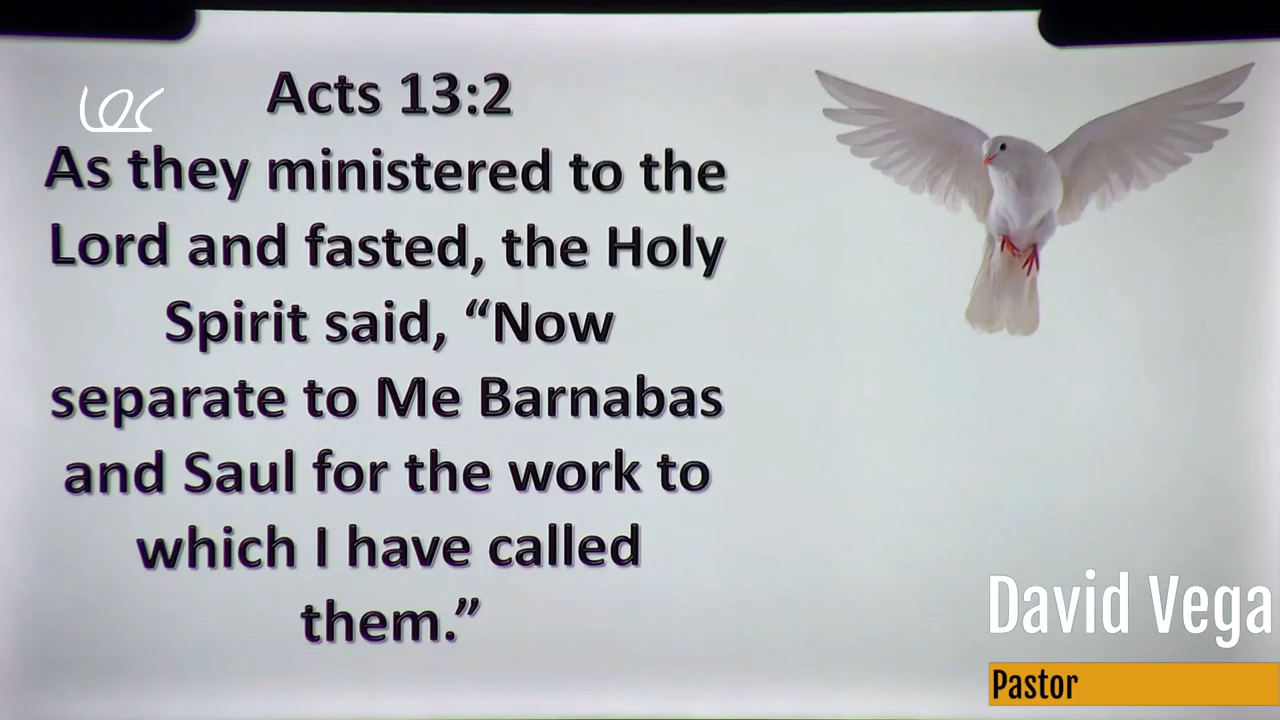 Acts 13:2
As they ministered to the
Lord and fasted, the Holy
Spirit said, “Now
separate to Me Barnabas
and Saul for the work to
which I have called
them.”
David Vega
Pastor